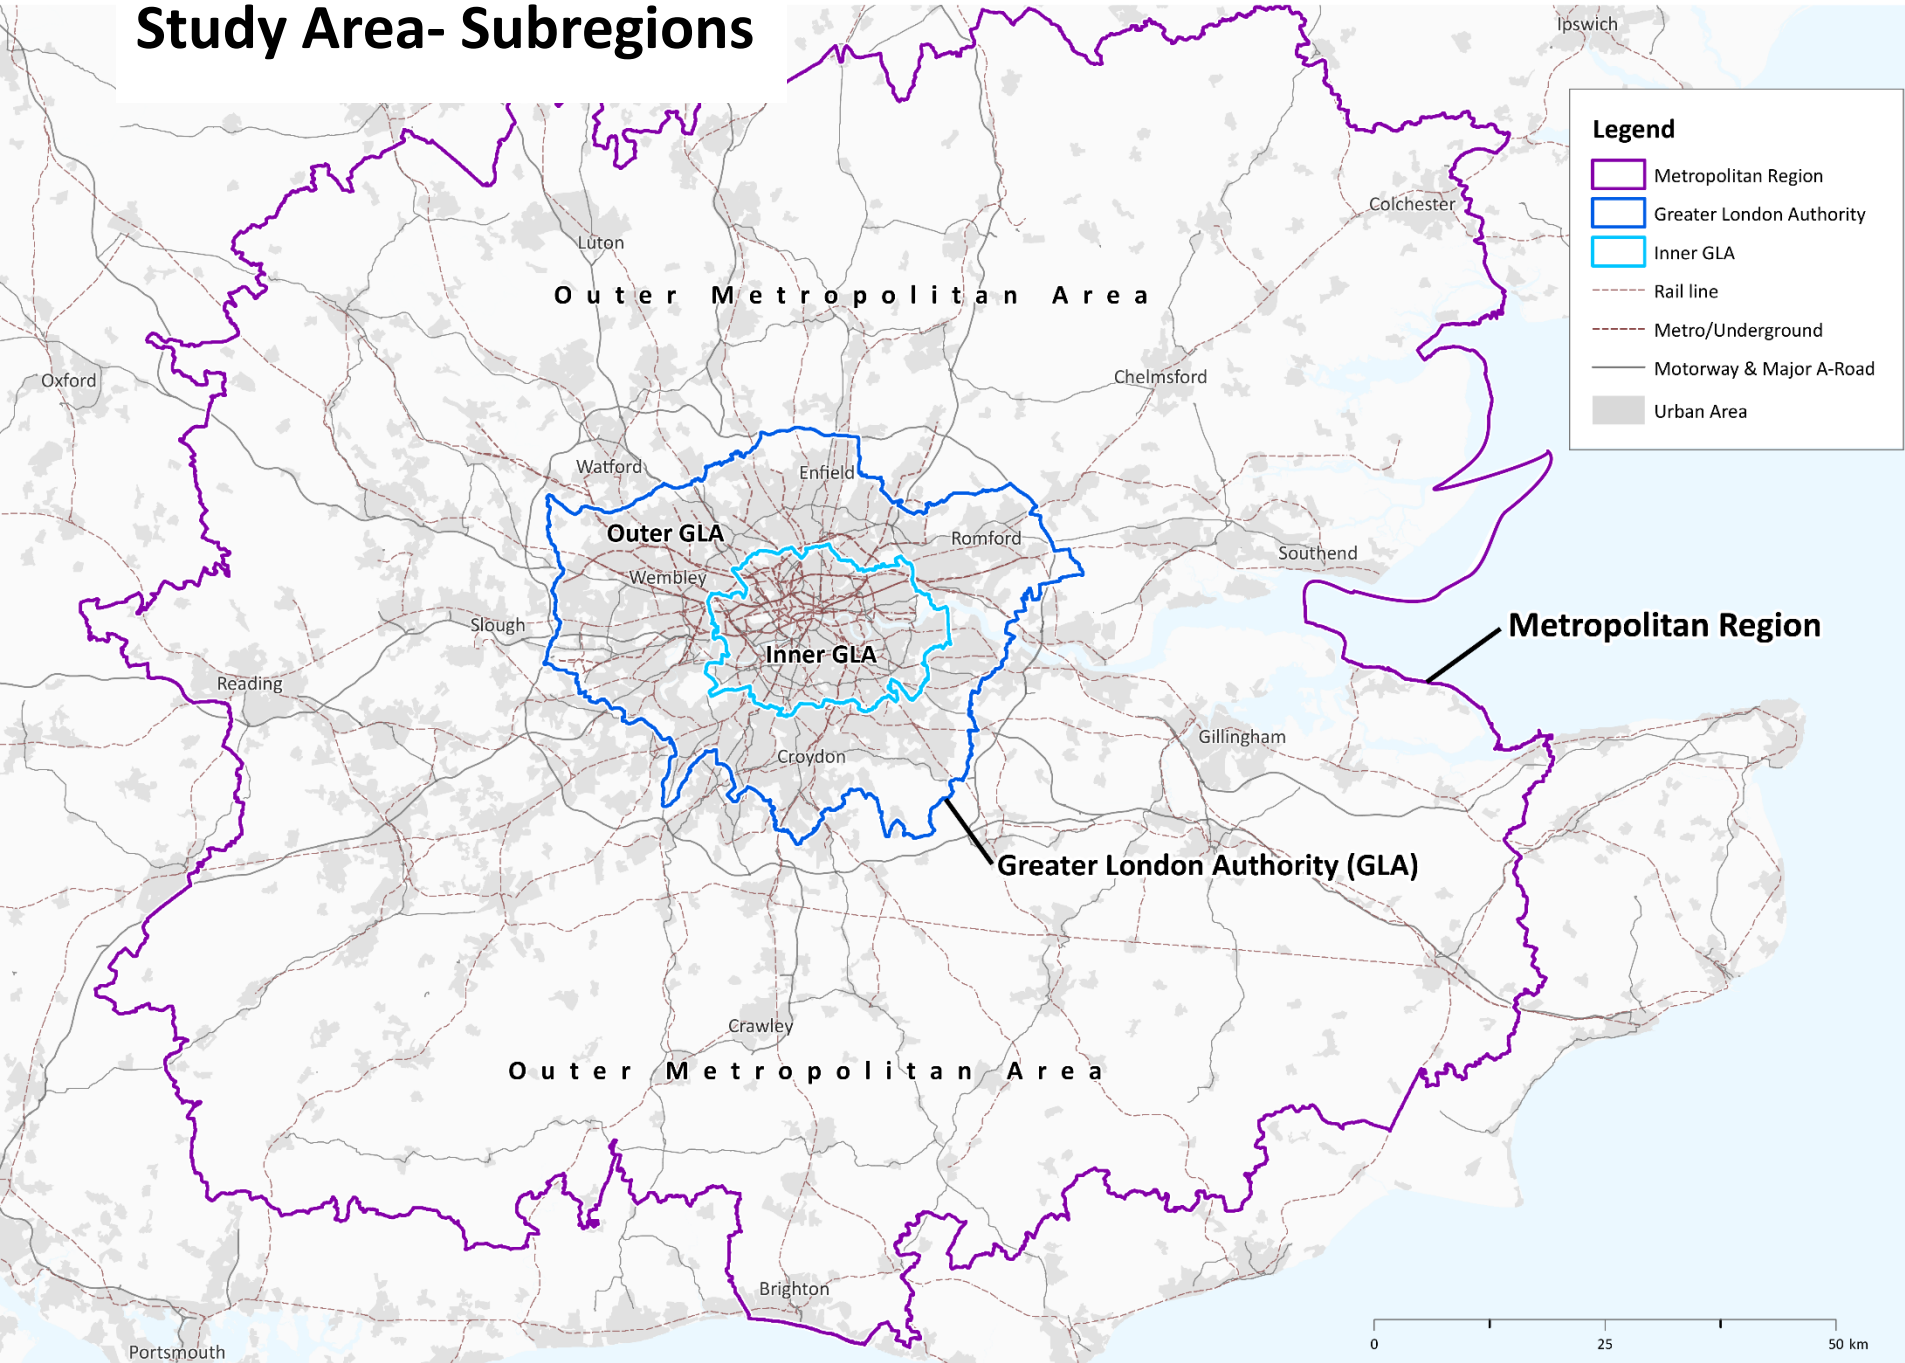 Study Area- Subregions
Ipswich
Legend
Metropolitan Region
Greater London Authority
Inner GLA
Rail line
Metro/Underground
Motorway & Major A-Road
Urban Area
Colchester
Luton
Outer Metropolitan Area
Oxford
Chelmsford
Watford
Enfield
Outer GLA
Romford
Southend
Wembley
Slough
Metropolitan Region
Inner GLA
Reading
Gillingham
Croydon
Greater London Authority (GLA)
Crawley
Outer Metropolitan Area
Brighton
Portsmouth
0 25 50 km